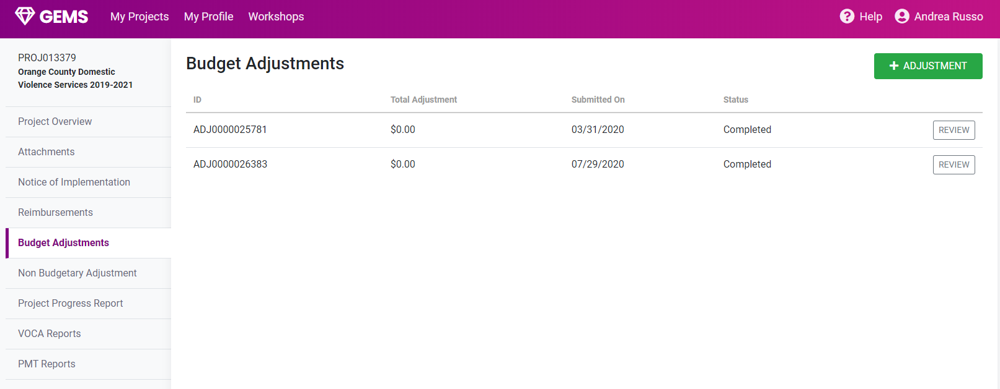 GEMS My Projects My Profile Workshops ? Help Andrea Russo
PROJ013379
Orange County Domestic
Violence Services 2019-2021
Project Overview
Attachments
Notice of Implementation
Reimbursements
Budget Adjustments
Non Budgetary Adjustment
Project Progress Report
VOCA Reports
PMT Reports
Budget Adjustments
+ ADJUSTMENT
ID Total Adjustment Submitted On Status
ADJ0000025781 $0.00 03/31/2020 Completed REVIEW
ADJ0000026383 $0.00 07/29/2020 Completed REVIEW